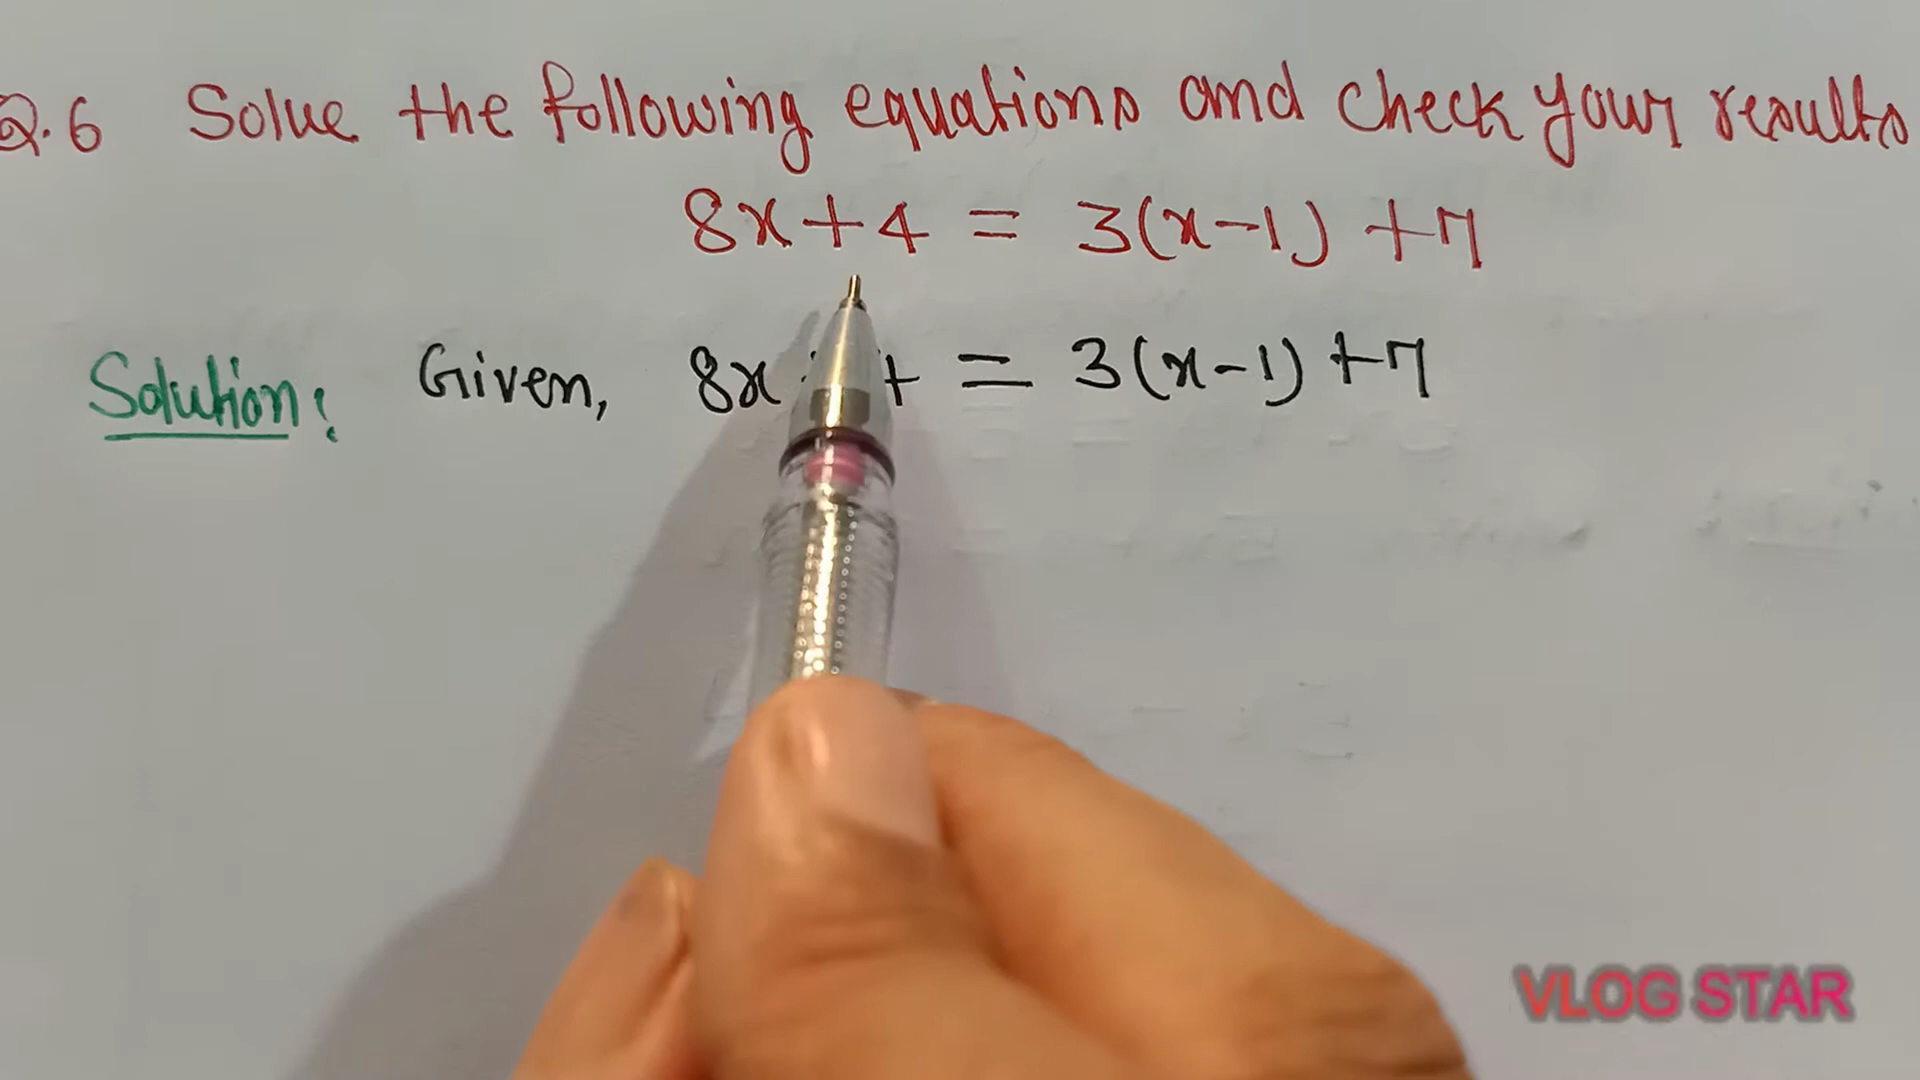 Q.6 Solve the following equations and check your results
8x+4 = 3(x-1) +7
Solution: Given, 8x = 3(x-1) +7
VLOG STAR